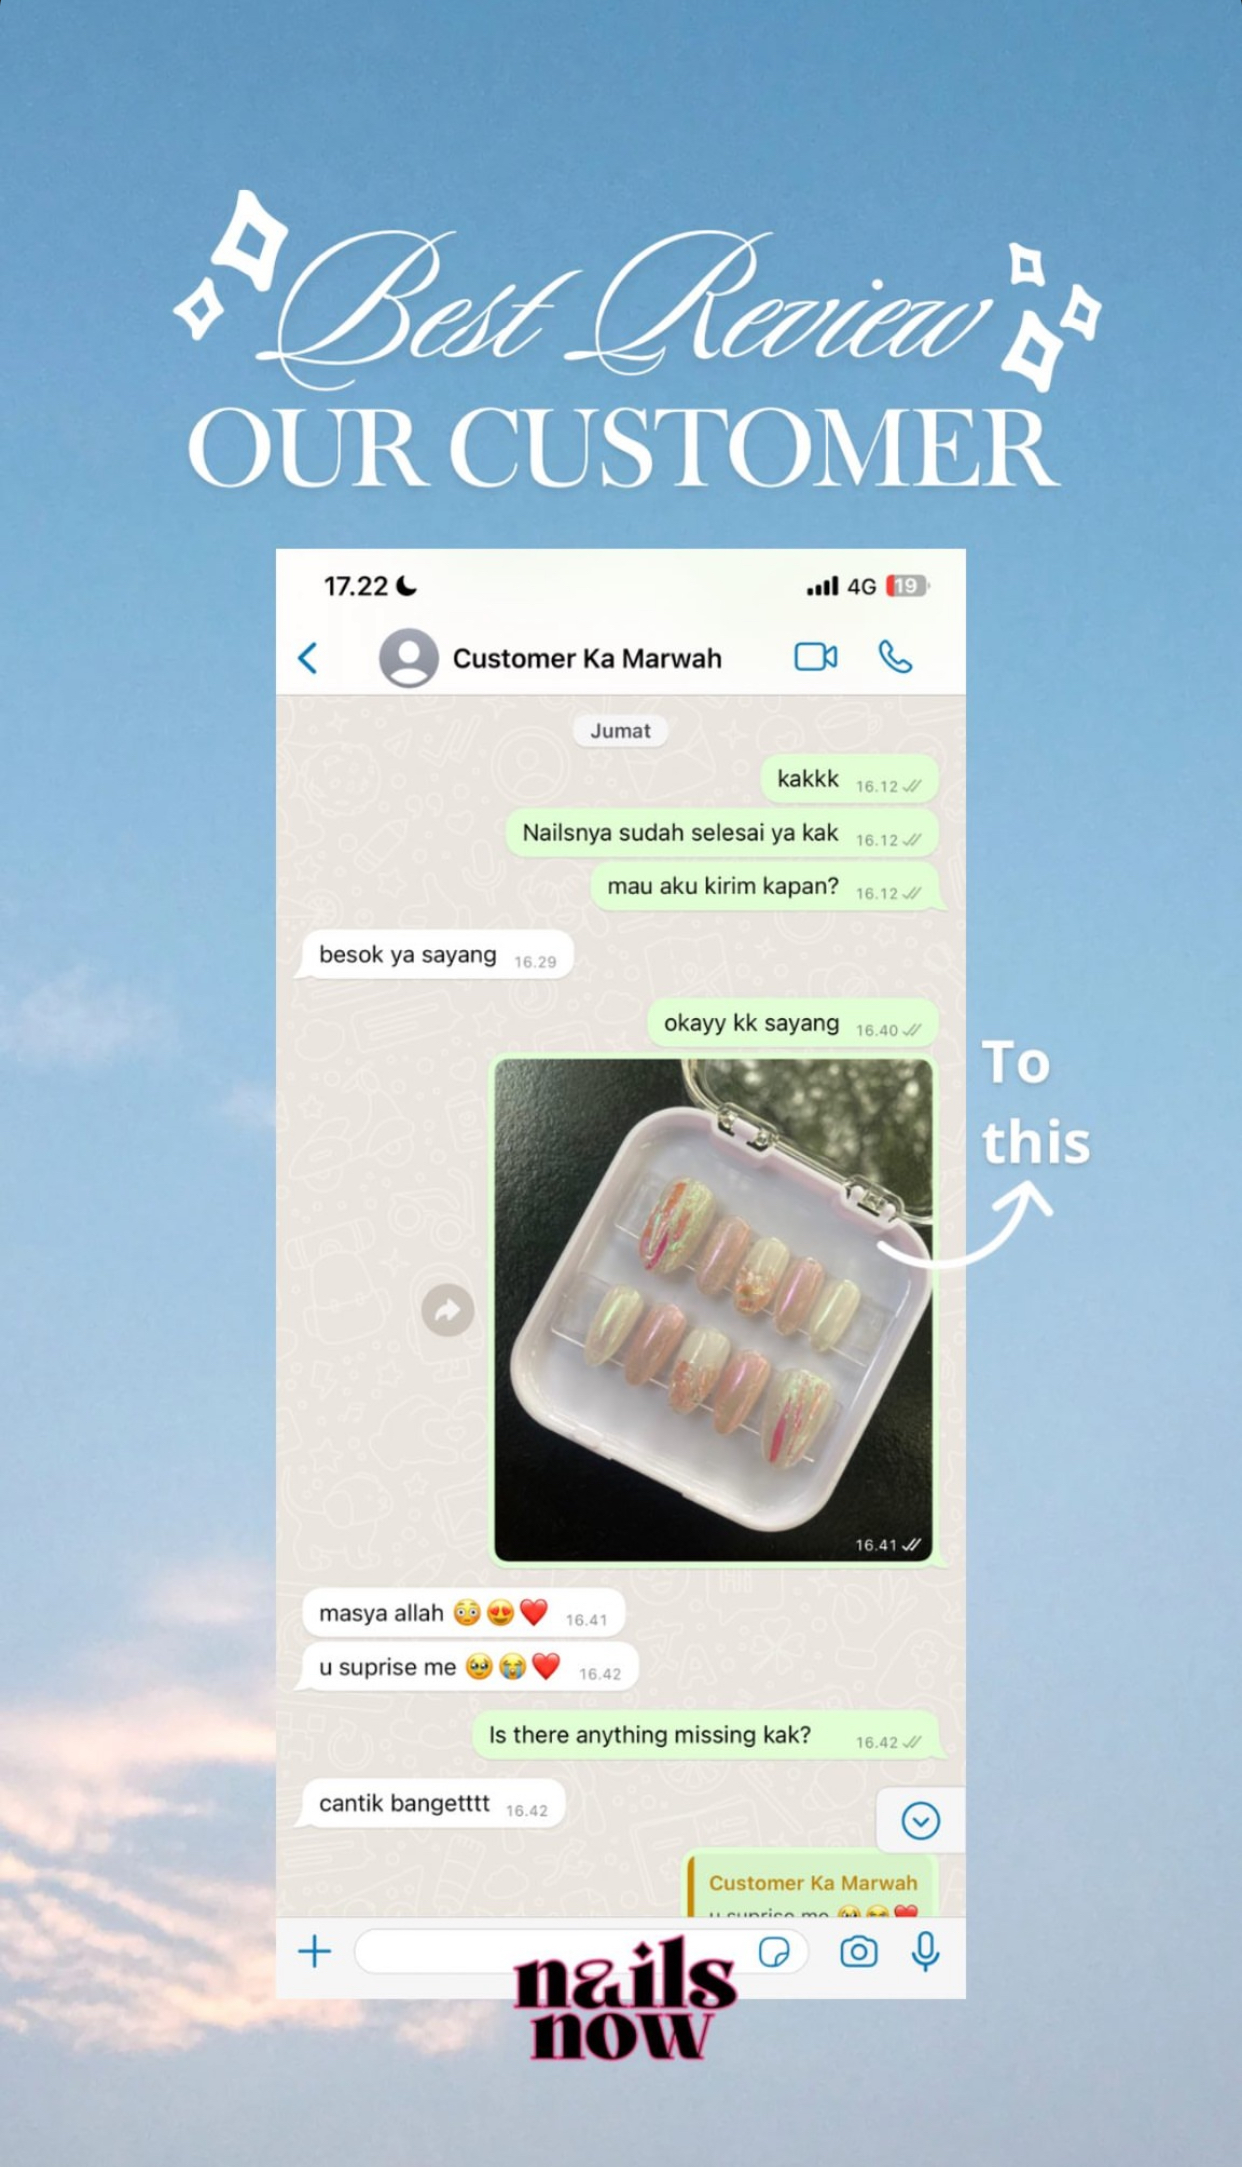 Best Review
OUR CUSTOMER
17.22
4G 19
Customer Ka Marwah
Jumat
kakkk 16.12
Nailsnya sudah selesai ya kak 16.12
mau aku kirim kapan? 16.12
besok ya sayang 16.29
okayy kk sayang 16.40
To
this
16.41
masya allah 😳😍❤️ 16.41
u suprise me 🥹😭❤️ 16.42
Is there anything missing kak? 16.42
cantik bangetttt 16.42
Customer Ka Marwah
u suprise me 🥹😭❤️
nails
now